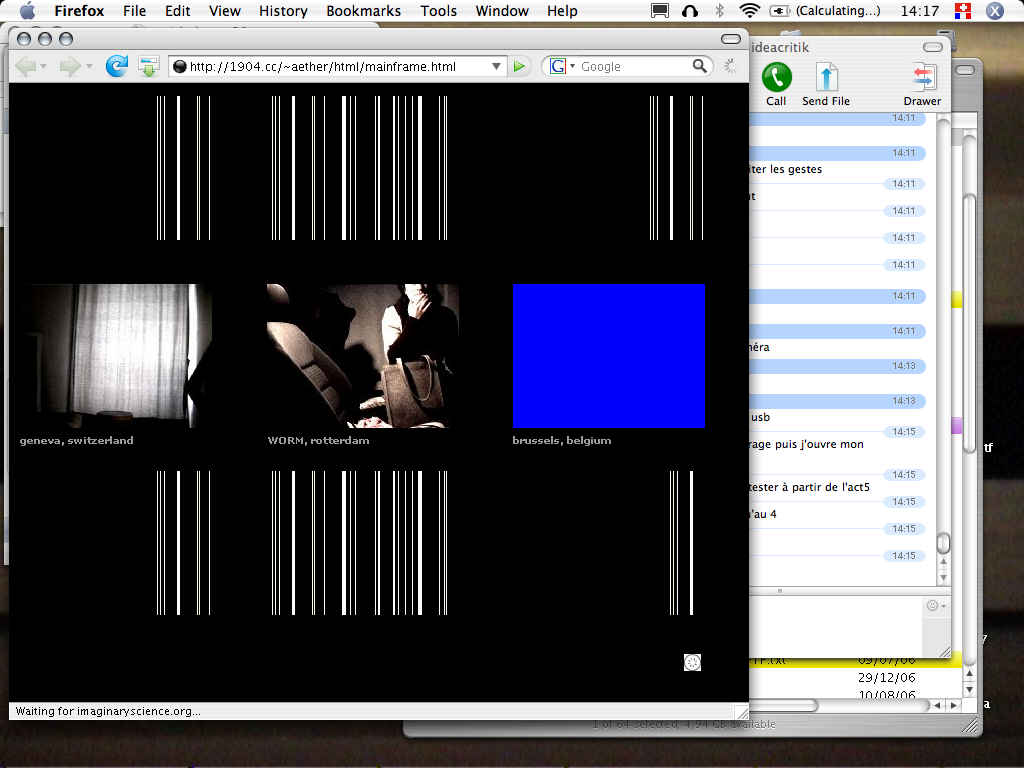 Firefox File Edit View History Bookmarks Tools Window Help (Calculating...) 14:17
ideacritik
http://1904.cc/~aether/html/mainframe.html
G Google
Call Send File Drawer
14:11
14:11
iter les gestes
14:11
14:11
14:11
14:11
14:11
14:11
méra
14:13
14:13
usb
14:15
rage puis j'ouvre mon
14:15
tester à partir de l'act5
14:15
u'au 4
14:15
14:15
geneva, switzerland
WORM, rotterdam
brussels, belgium
tf
TP.txt 09/07/06
29/12/06
10/08/06
Waiting for imaginaryscience.org...
1 of 64 selected, 4,94 GB available